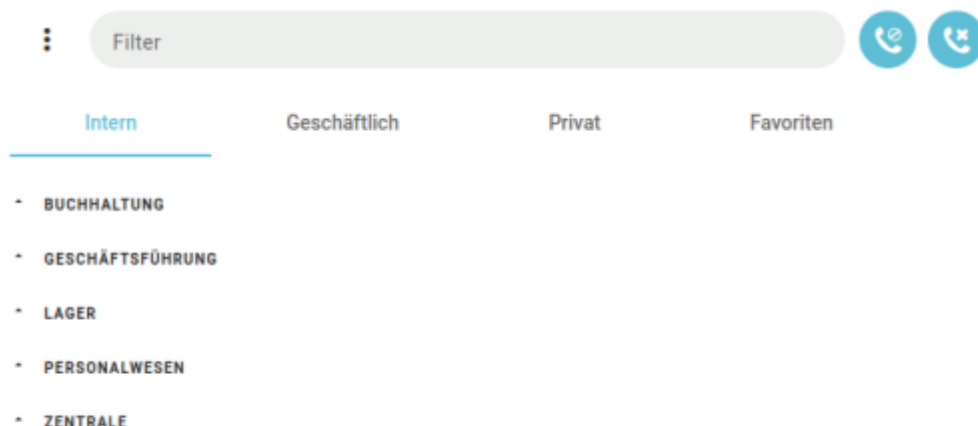 Filter
Intern Geschäftlich Privat Favoriten
BUCHHALTUNG
GESCHÄFTSFÜHRUNG
LAGER
PERSONALWESEN
ZENTRALE